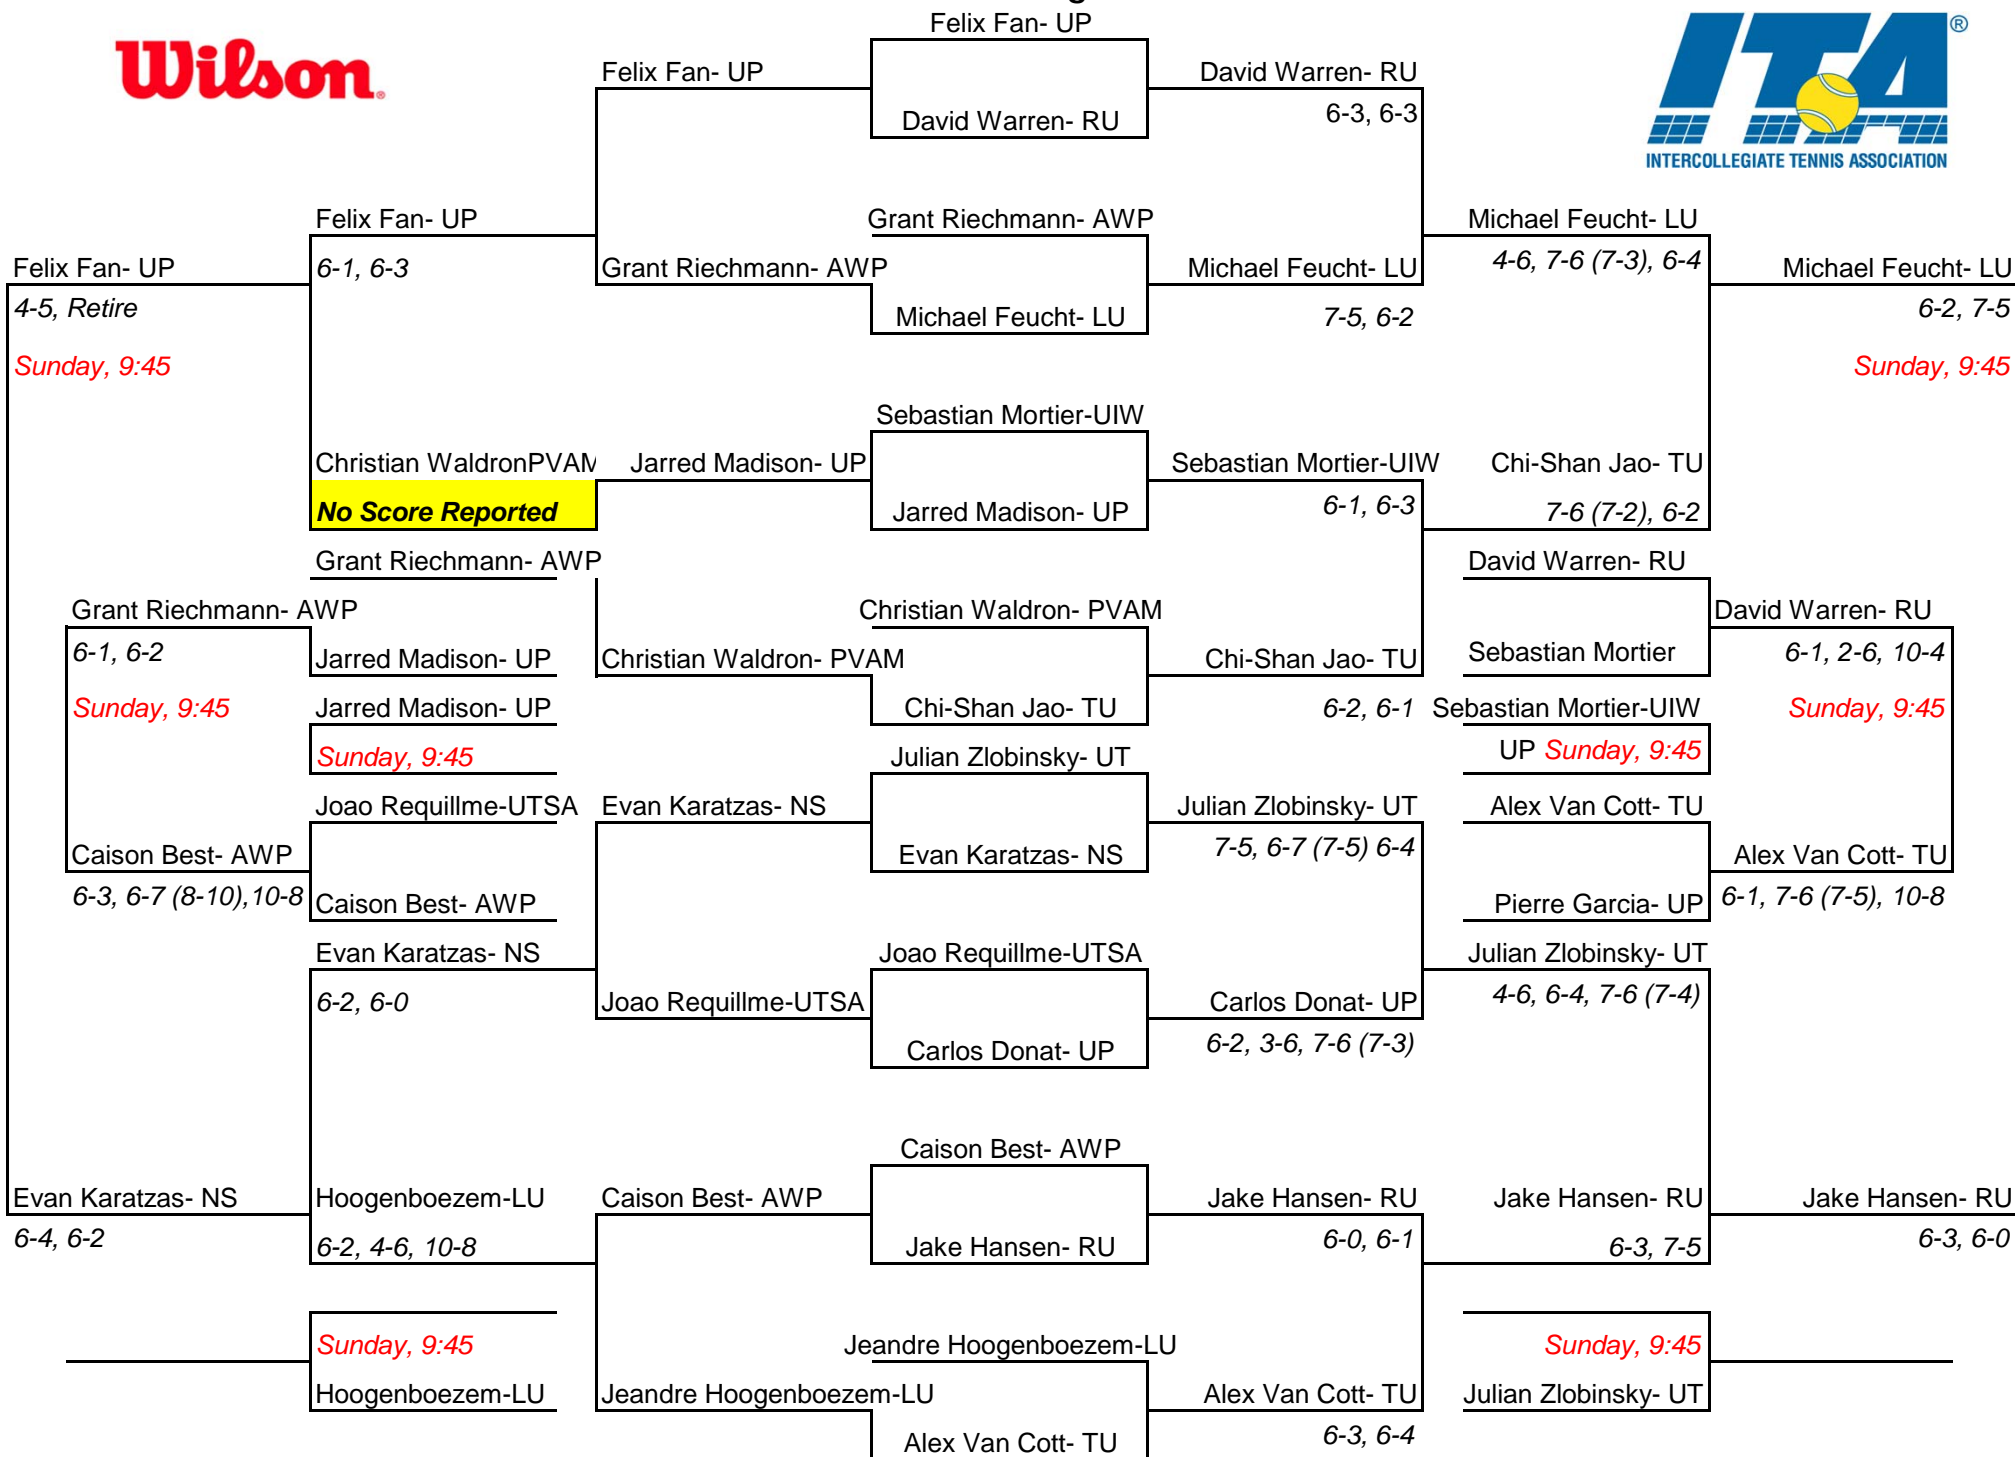 Felix Fan- UP
Wilson.
Felix Fan- UP
David Warren- RU
ITA®
David Warren- RU
6-3, 6-3
INTERCOLLEGIATE TENNIS ASSOCIATION
Felix Fan- UP
Grant Riechmann- AWP
Michael Feucht- LU
Felix Fan- UP
6-1, 6-3
Grant Riechmann- AWP
Michael Feucht- LU
4-6, 7-6 (7-3), 6-4
Michael Feucht- LU
4-5, Retire
Michael Feucht- LU
7-5, 6-2
6-2, 7-5
Sunday, 9:45
Sunday, 9:45
Sebastian Mortier-UIW
Christian WaldronPVAM
Jarred Madison- UP
Sebastian Mortier-UIW
Chi-Shan Jao- TU
No Score Reported
Jarred Madison- UP
6-1, 6-3
7-6 (7-2), 6-2
Grant Riechmann- AWP
David Warren- RU
Grant Riechmann- AWP
Christian Waldron- PVAM
David Warren- RU
6-1, 6-2
Jarred Madison- UP
Christian Waldron- PVAM
Chi-Shan Jao- TU
Sebastian Mortier
6-1, 2-6, 10-4
Sunday, 9:45
Jarred Madison- UP
Chi-Shan Jao- TU
6-2, 6-1
Sebastian Mortier-UIW
Sunday, 9:45
Sunday, 9:45
Julian Zlobinsky- UT
UP Sunday, 9:45
Joao Requillme-UTSA
Evan Karatzas- NS
Julian Zlobinsky- UT
Alex Van Cott- TU
Caison Best- AWP
Evan Karatzas- NS
7-5, 6-7 (7-5) 6-4
Alex Van Cott- TU
6-3, 6-7 (8-10),10-8
Caison Best- AWP
Pierre Garcia- UP
6-1, 7-6 (7-5), 10-8
Evan Karatzas- NS
Joao Requillme-UTSA
Julian Zlobinsky- UT
6-2, 6-0
Joao Requillme-UTSA
Carlos Donat- UP
4-6, 6-4, 7-6 (7-4)
Carlos Donat- UP
6-2, 3-6, 7-6 (7-3)
Caison Best- AWP
Evan Karatzas- NS
Hoogenboezem-LU
Caison Best- AWP
Jake Hansen- RU
Jake Hansen- RU
Jake Hansen- RU
6-4, 6-2
6-2, 4-6, 10-8
Jake Hansen- RU
6-0, 6-1
6-3, 7-5
6-3, 6-0
Sunday, 9:45
Jeandre Hoogenboezem-LU
Sunday, 9:45
Hoogenboezem-LU
Jeandre Hoogenboezem-LU
Alex Van Cott- TU
Julian Zlobinsky- UT
Alex Van Cott- TU
6-3, 6-4